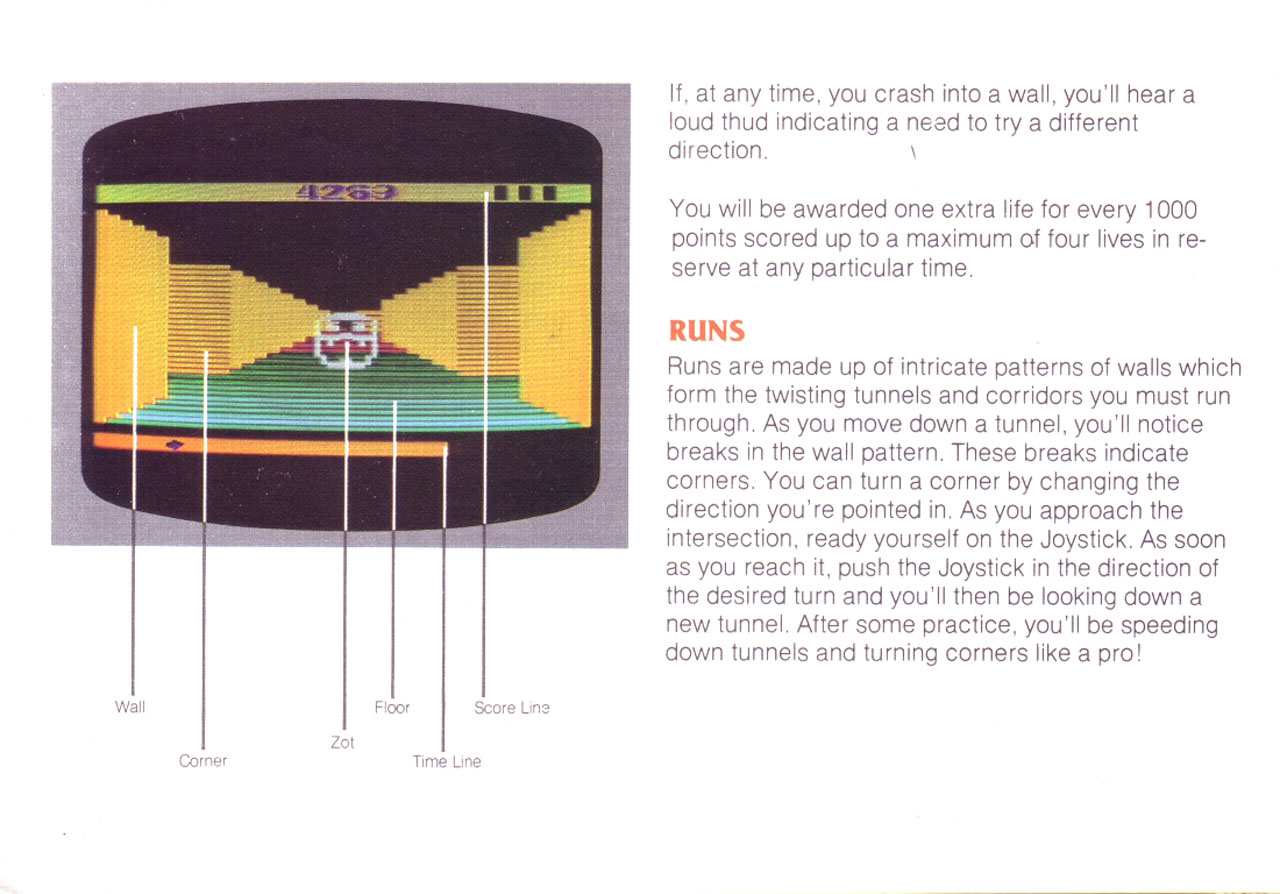 4269
Wall
Corner
Zot
Floor
Time Line
Score Line
If, at any time, you crash into a wall, you'll hear a
loud thud indicating a need to try a different
direction.
You will be awarded one extra life for every 1000
points scored up to a maximum of four lives in re-
serve at any particular time.
RUNS
Runs are made up of intricate patterns of walls which
form the twisting tunnels and corridors you must run
through. As you move down a tunnel, you'll notice
breaks in the wall pattern. These breaks indicate
corners. You can turn a corner by changing the
direction you're pointed in. As you approach the
intersection, ready yourself on the Joystick. As soon
as you reach it, push the Joystick in the direction of
the desired turn and you'll then be looking down a
new tunnel. After some practice, you'll be speeding
down tunnels and turning corners like a pro!